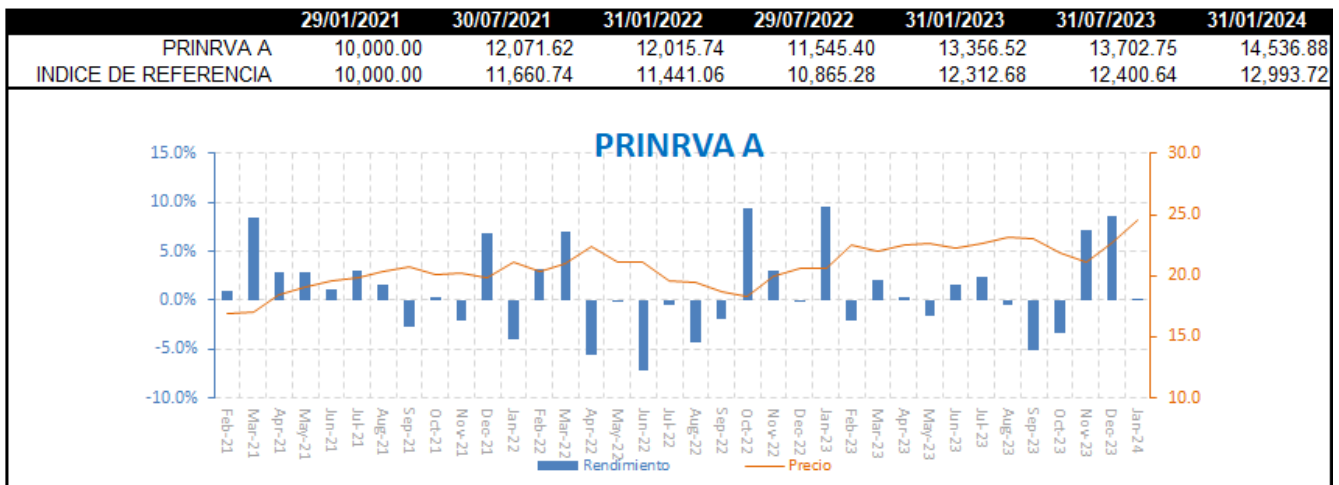 29/01/2021 30/07/2021 31/01/2022 29/07/2022 31/01/2023 31/07/2023 31/01/2024
PRINRVA A 10,000.00 12,071.62 12,015.74 11,545.40 13,356.52 13,702.75 14,536.88
INDICE DE REFERENCIA 10,000.00 11,660.74 11,441.06 10,865.28 12,312.68 12,400.64 12,993.72
PRINRVA A
15.0% 30.0
10.0% 25.0
5.0% 20.0
0.0%
-5.0% 15.0
-10.0% 10.0
Feb-21 Mar-21 Apr-21 May-21 Jun-21 Jul-21 Aug-21 Sep-21 Oct-21 Nov-21 Dec-21 Jan-22 Feb-22 Mar-22 Apr-22 May-22 Jun-22 Jul-22 Aug-22 Sep-22 Oct-22 Nov-22 Dec-22 Jan-23 Feb-23 Mar-23 Apr-23 May-23 Jun-23 Jul-23 Aug-23 Sep-23 Oct-23 Nov-23 Dec-23 Jan-24
Rendimiento Precio